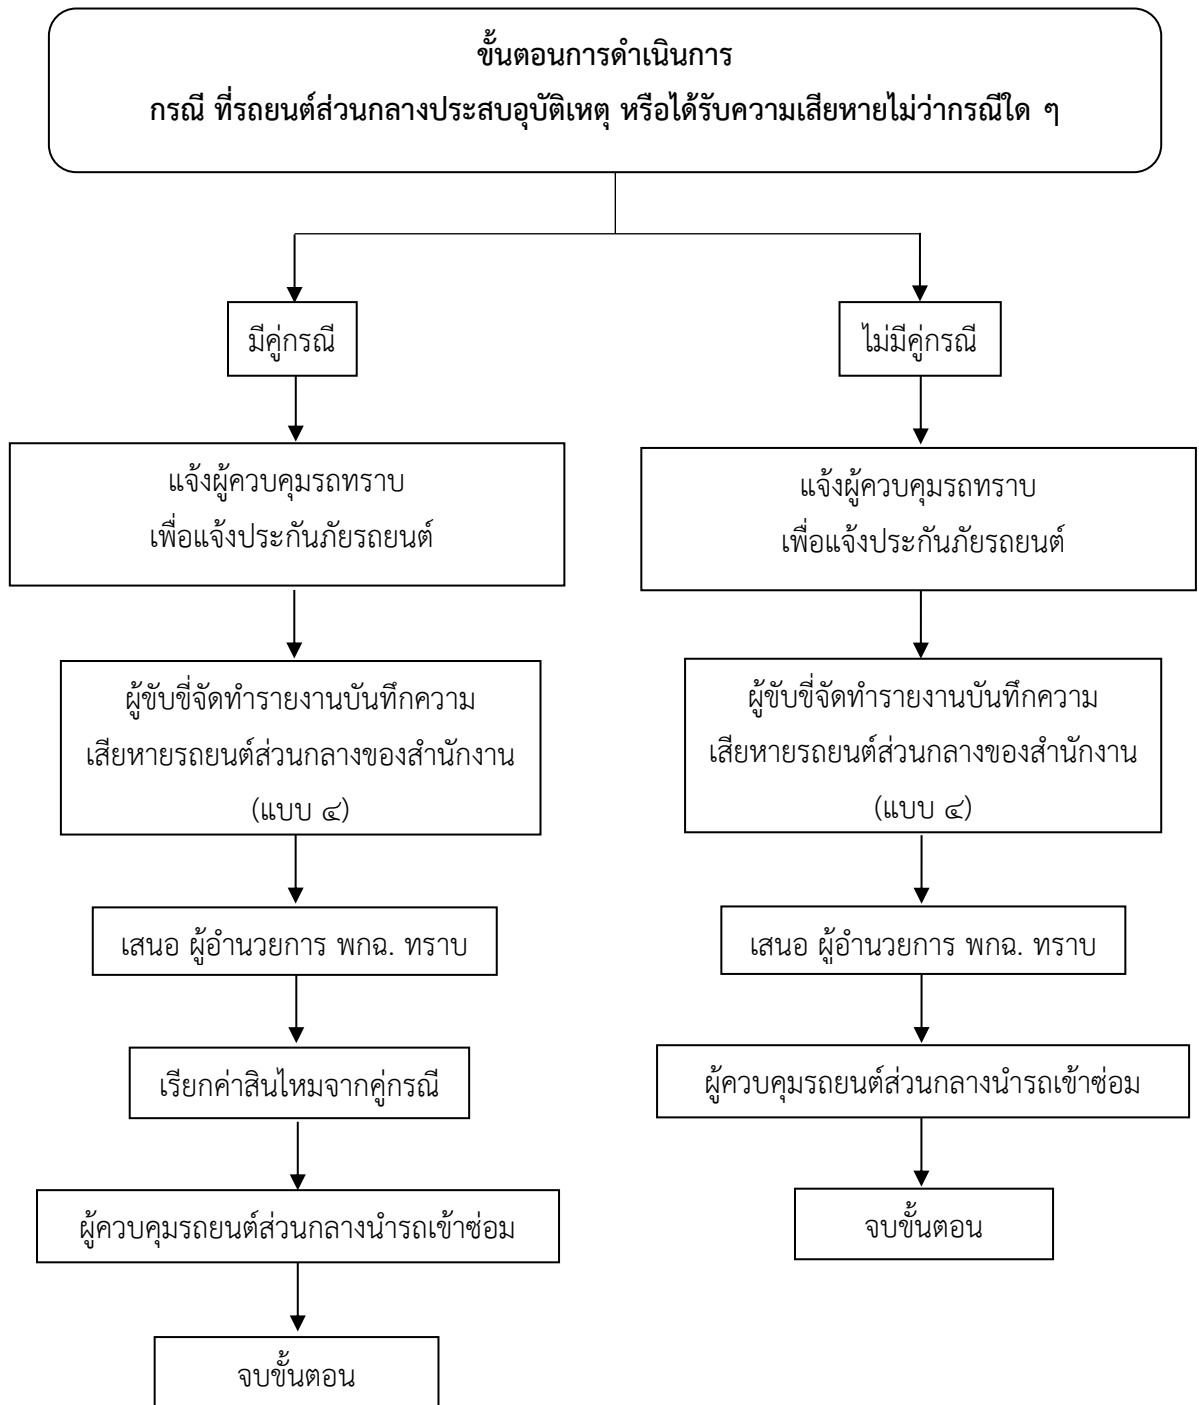 ขั้นตอนการดำเนินการ
กรณี ที่รถยนต์ส่วนกลางประสบอุบัติเหตุ หรือได้รับความเสียหายไม่ว่ากรณีใด ๆ
มีคู่กรณี
แจ้งผู้ควบคุมรถทราบ
เพื่อแจ้งประกันภัยรถยนต์
ผู้ขับขี่จัดทำรายงานบันทึกความ
เสียหายรถยนต์ส่วนกลางของสำนักงาน
(แบบ ๔)
เสนอ ผู้อำนวยการ พกฉ. ทราบ
เรียกค่าสินไหมจากคู่กรณี
ผู้ควบคุมรถยนต์ส่วนกลางนำรถเข้าซ่อม
จบขั้นตอน
ไม่มีคู่กรณี
แจ้งผู้ควบคุมรถทราบ
เพื่อแจ้งประกันภัยรถยนต์
ผู้ขับขี่จัดทำรายงานบันทึกความ
เสียหายรถยนต์ส่วนกลางของสำนักงาน
(แบบ ๔)
เสนอ ผู้อำนวยการ พกฉ. ทราบ
ผู้ควบคุมรถยนต์ส่วนกลางนำรถเข้าซ่อม
จบขั้นตอน